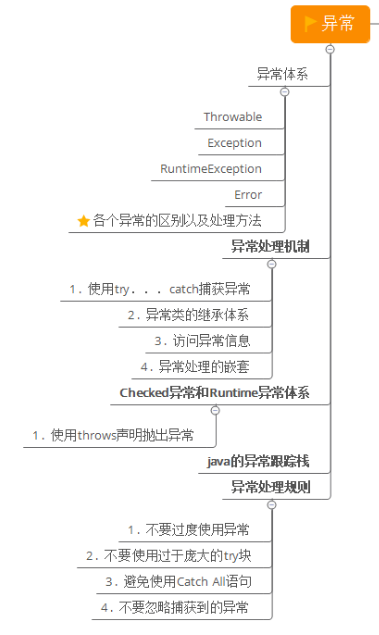 异常
异常体系
Throwable
Exception
RuntimeException
Error
各个异常的区别以及处理方法
异常处理机制
1. 使用try．．．catch捕获异常
2. 异常类的继承体系
3. 访问异常信息
4. 异常处理的嵌套
Checked异常和Runtime异常体系
1. 使用throws声明抛出异常
java的异常跟踪栈
异常处理规则
1. 不要过度使用异常
2. 不要使用过于庞大的try块
3. 避免使用Catch All语句
4. 不要忽略捕获到的异常